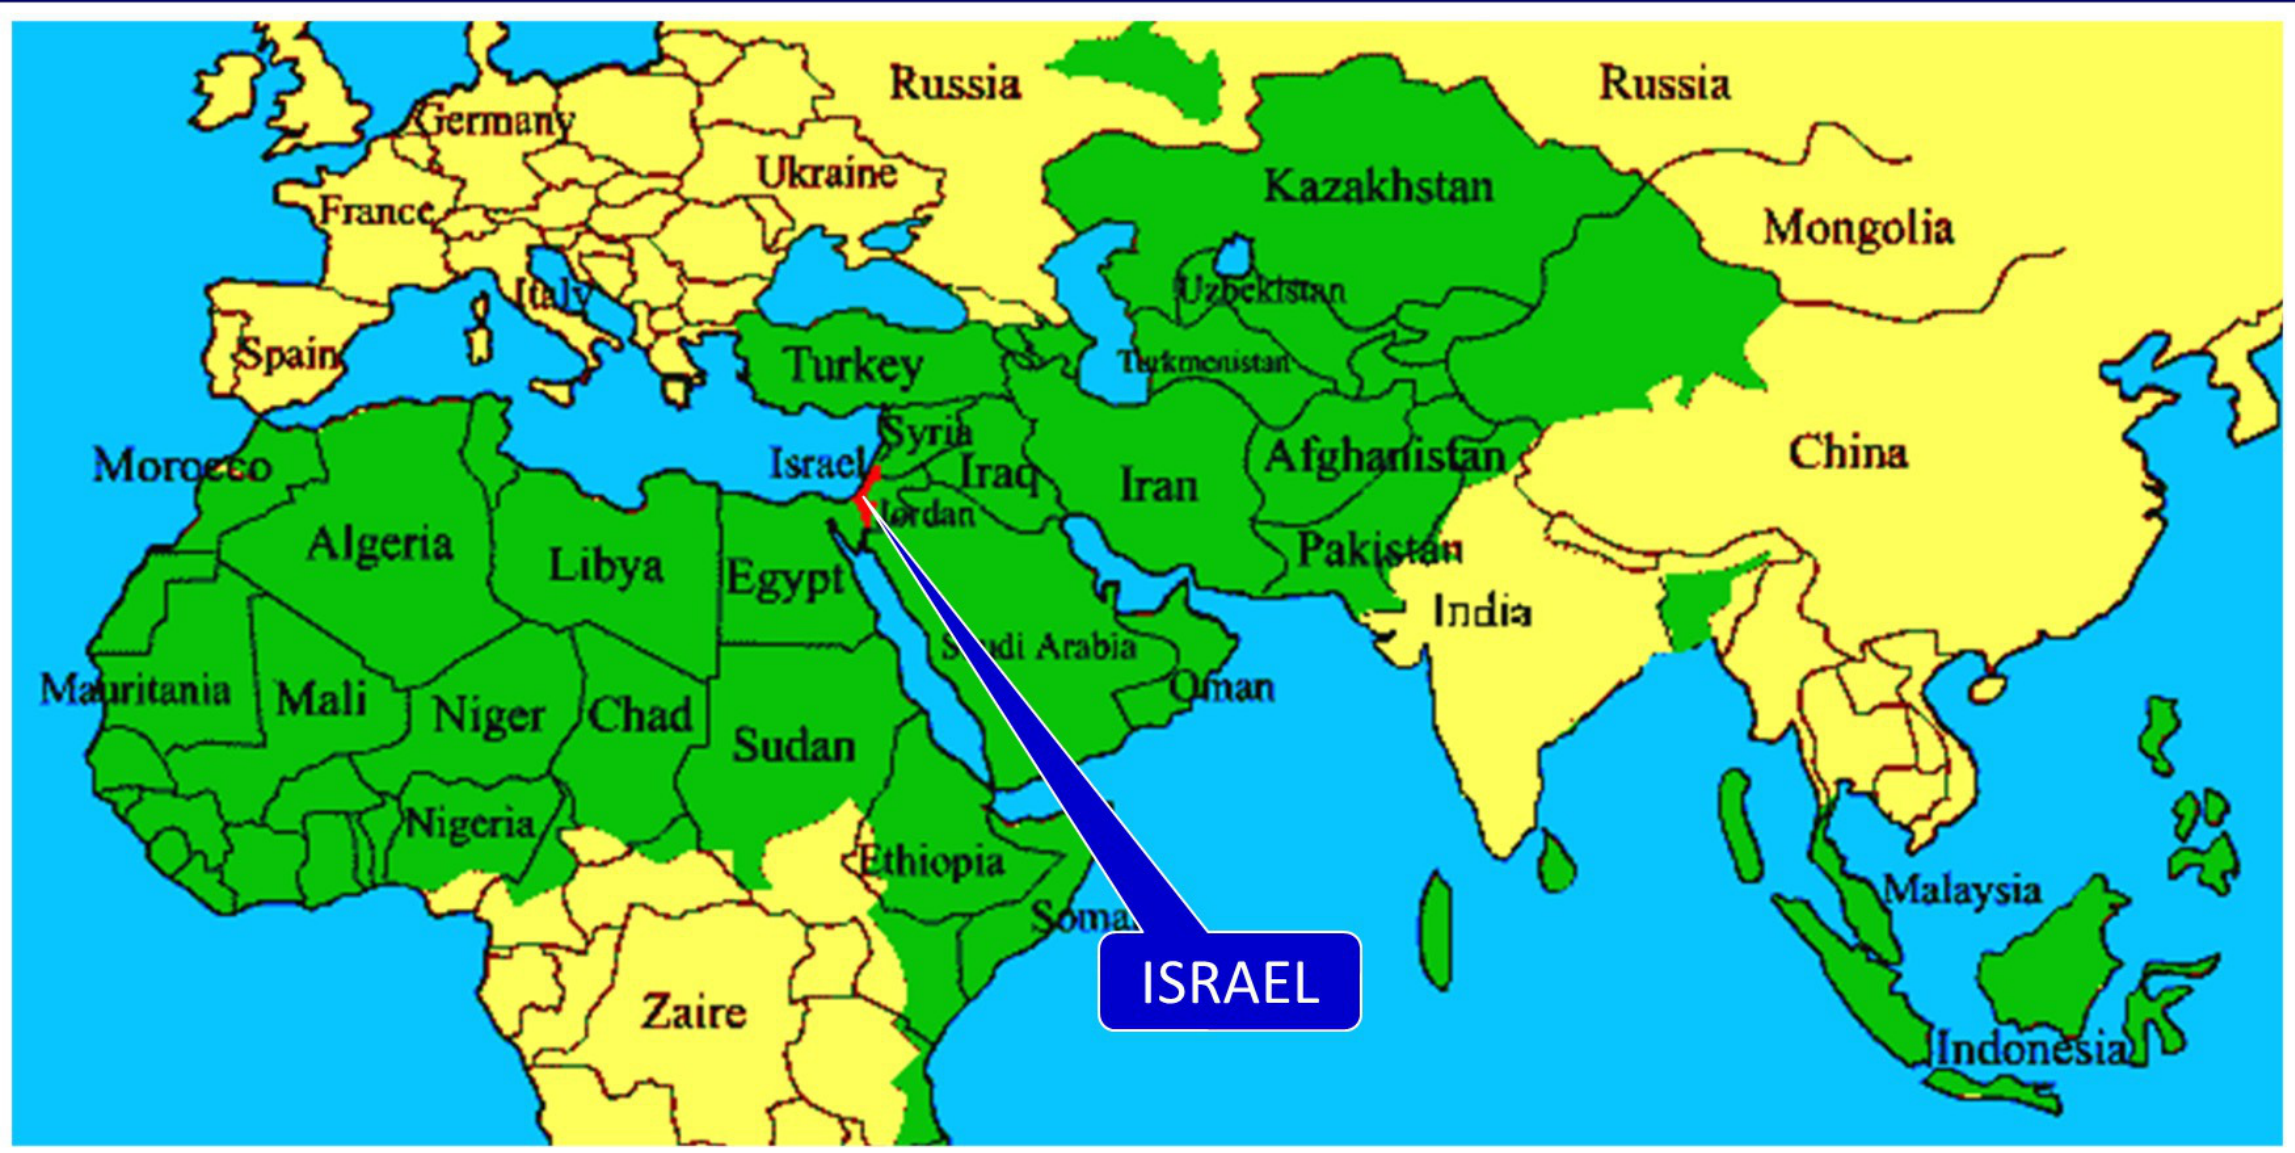 Russia
Russia
Germany
Ukraine
Kazakhstan
France
Mongolia
Italy
Uzbekistan
Spain
Turkey
Turkmenistan
Syria
Morocco
Israel
Iraq
Iran
Afghanistan
China
Jordan
Algeria
Libya
Egypt
Pakistan
India
Saudi Arabia
Mauritania
Mali
Niger
Chad
Oman
Sudan
Nigeria
Ethiopia
Malaysia
Soma
ISRAEL
Zaire
Indonesia